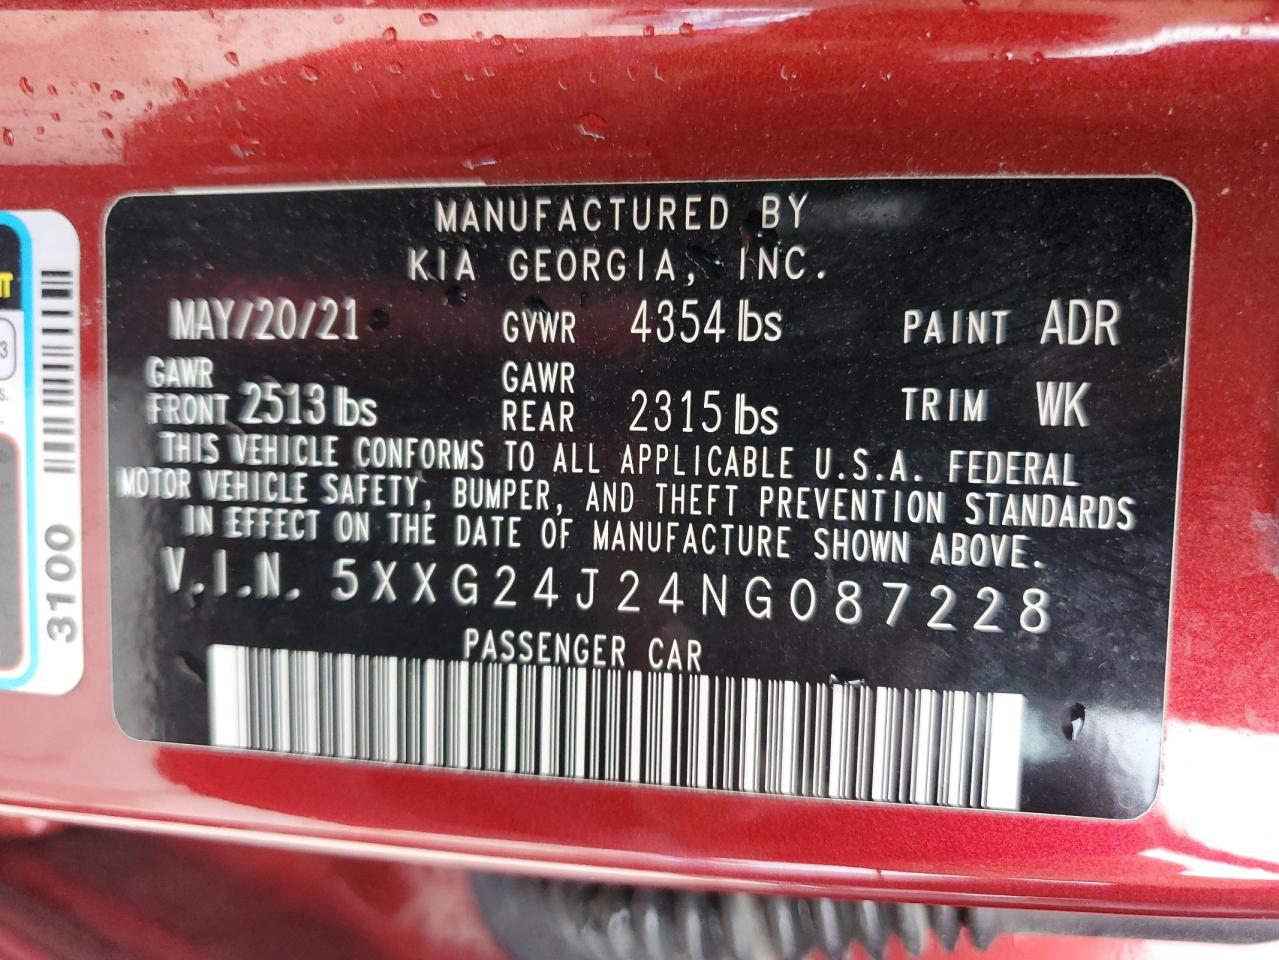 MANUFACTURED BY
KIA GEORGIA, INC.
MAY/20/21 GVWR 4354 lbs PAINT ADR
GAWR FRONT 2513 lbs GAWR REAR 2315 lbs TRIM WK
THIS VEHICLE CONFORMS TO ALL APPLICABLE U.S.A. FEDERAL
MOTOR VEHICLE SAFETY, BUMPER, AND THEFT PREVENTION STANDARDS
IN EFFECT ON THE DATE OF MANUFACTURE SHOWN ABOVE.
V.I.N. 5XXG24J24NG087228
PASSENGER CAR
3100
3